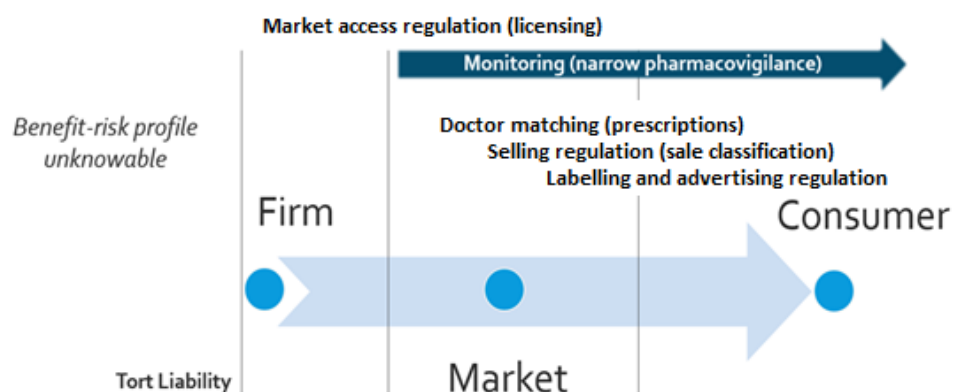 Market access regulation (licensing)
Monitoring (narrow pharmacovigilance)
Benefit-risk profile
unknowable
Doctor matching (prescriptions)
Selling regulation (sale classification)
Labelling and advertising regulation
Firm
Consumer
Tort Liability
Market